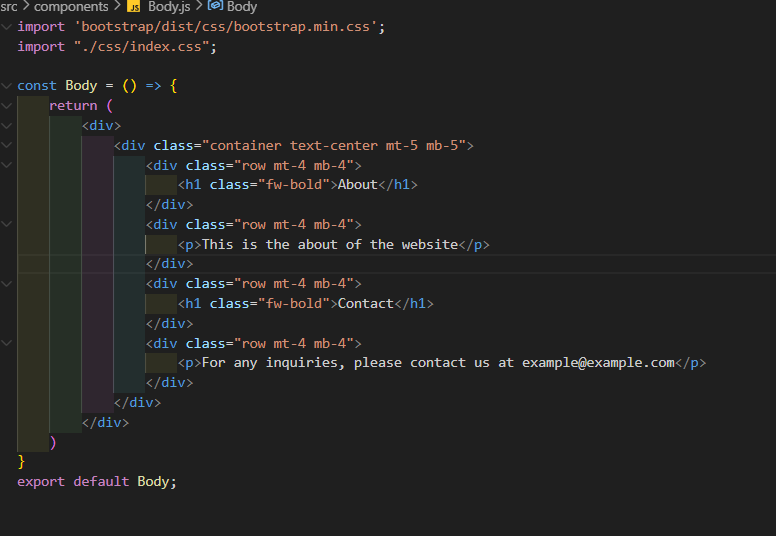 src > components > JS Body.js > Body
import 'bootstrap/dist/css/bootstrap.min.css';
import "./css/index.css";
const Body = () => {
return (
<div>
<div class="container text-center mt-5 mb-5">
<div class="row mt-4 mb-4">
<h1 class="fw-bold">About</h1>
</div>
<div class="row mt-4 mb-4">
<p>This is the about of the website</p>
</div>
<div class="row mt-4 mb-4">
<h1 class="fw-bold">Contact</h1>
</div>
<div class="row mt-4 mb-4">
<p>For any inquiries, please contact us at example@example.com</p>
</div>
</div>
</div>
)
}
export default Body;